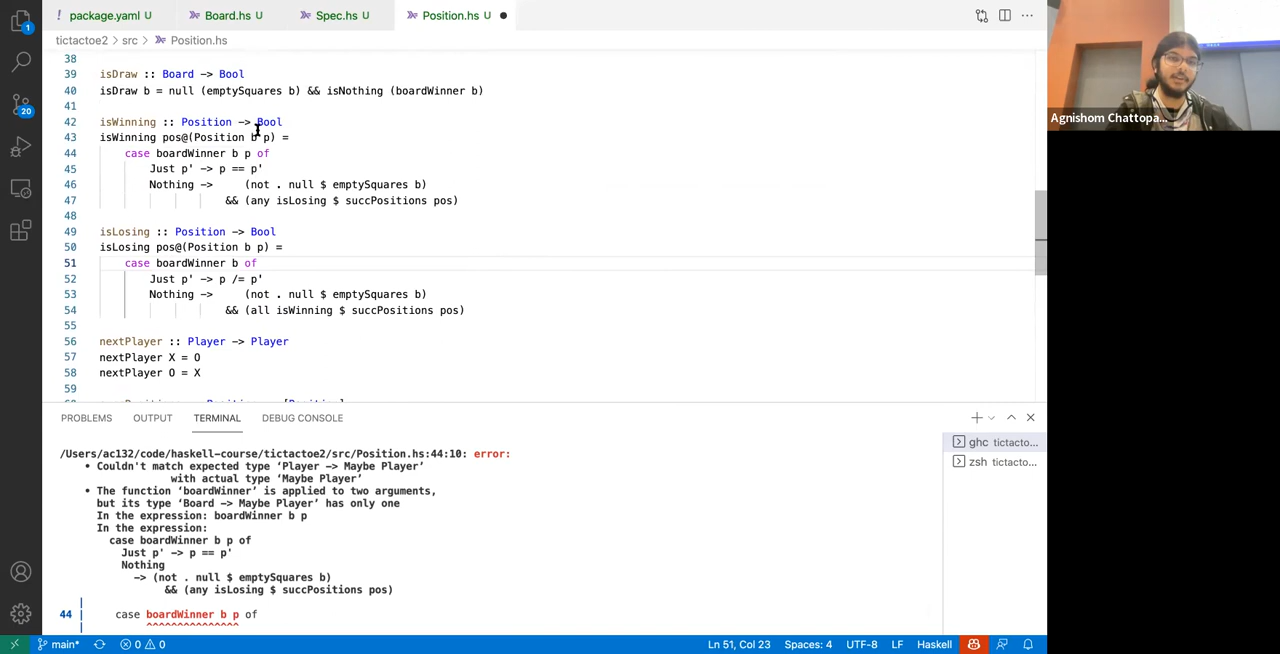 package.yaml U
Board.hs U
Spec.hs U
Position.hs U
tictactoe2 > src > Position.hs
38
39 isDraw :: Board -> Bool
40 isDraw b = null (emptySquares b) && isNothing (boardWinner b)
41
42 isWinning :: Position -> Bool
43 isWinning pos@(Position b p) =
44 case boardWinner b p of
45 Just p' -> p == p'
46 Nothing -> (not . null $ emptySquares b)
47 && (any isLosing $ succPositions pos)
48
49 isLosing :: Position -> Bool
50 isLosing pos@(Position b p) =
51 case boardWinner b of
52 Just p' -> p /= p'
53 Nothing -> (not . null $ emptySquares b)
54 && (all isWinning $ succPositions pos)
55
56 nextPlayer :: Player -> Player
57 nextPlayer X = O
58 nextPlayer O = X
59
PROBLEMS OUTPUT TERMINAL DEBUG CONSOLE
/Users/ac132/code/haskell-course/tictactoe2/src/Position.hs:44:10: error:
• Couldn't match expected type ‘Player -> Maybe Player’
with actual type ‘Maybe Player’
• The function ‘boardWinner’ is applied to two arguments,
but its type ‘Board -> Maybe Player’ has only one
In the expression: boardWinner b p
In the expression:
case boardWinner b p of
Just p' -> p == p'
Nothing
-> (not . null $ emptySquares b)
&& (any isLosing $ succPositions pos)
|
44 | case boardWinner b p of
| ^^^^^^^^^^^^^^^
ghc tictacto...
zsh tictacto...
main* 0 0 Ln 51, Col 23 Spaces: 4 UTF-8 LF Haskell
1
20
Agnishom Chattopa...